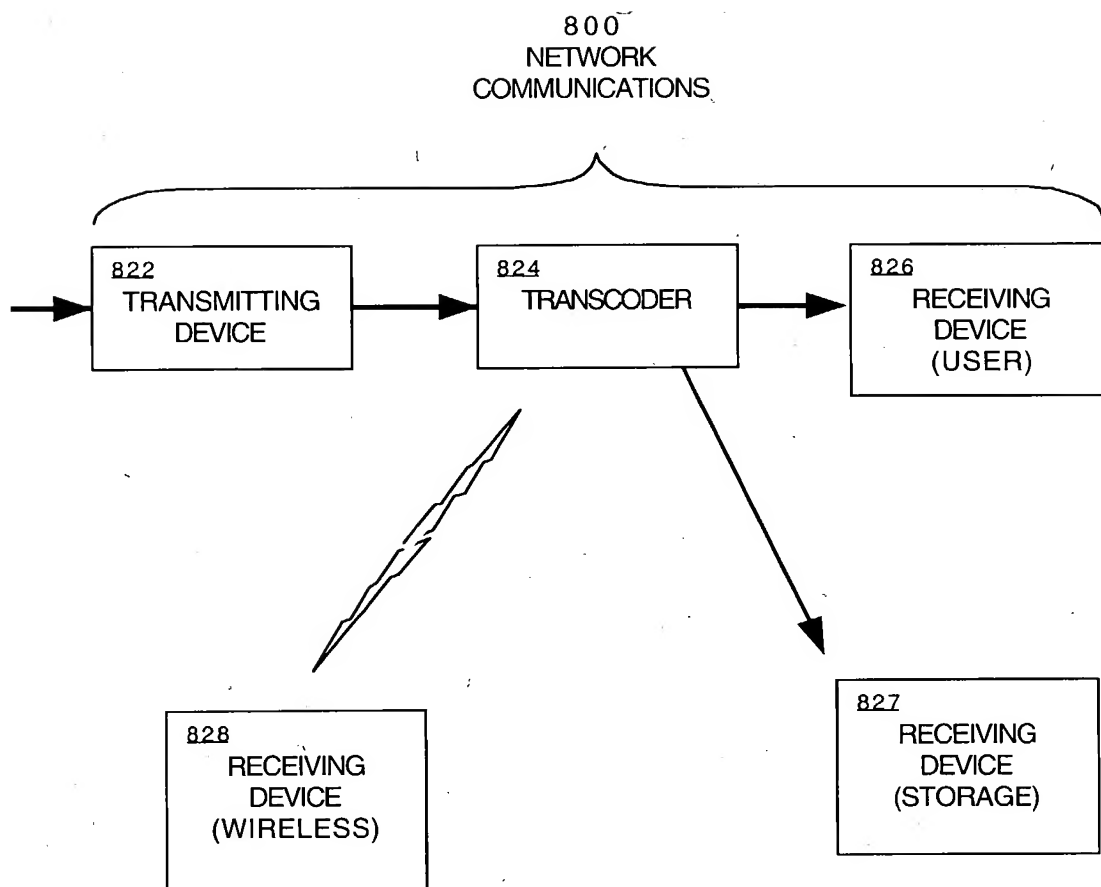 800
NETWORK
COMMUNICATIONS
822
TRANSMITTING
DEVICE
824
TRANSCODER
826
RECEIVING
DEVICE
(USER)
828
RECEIVING
DEVICE
(WIRELESS)
827
RECEIVING
DEVICE
(STORAGE)